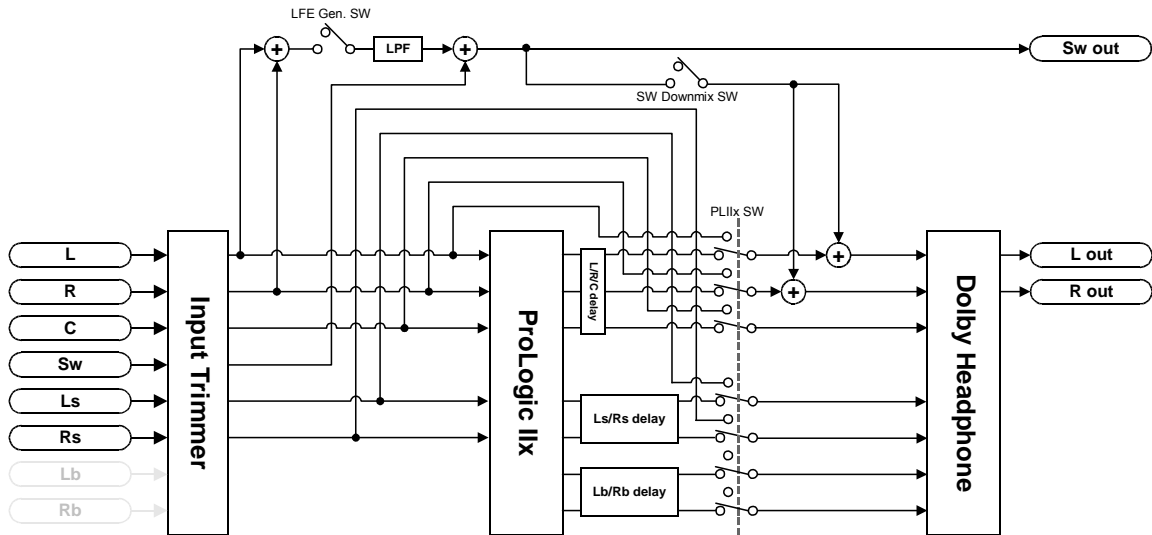 LFE Gen. SW
LPF
Sw out
SW Downmix SW
PLIIx SW
L
R
C
Sw
Ls
Rs
Lb
Rb
Input Trimmer
ProLogic IIx
L/R/C delay
Ls/Rs delay
Lb/Rb delay
Dolby Headphone
L out
R out